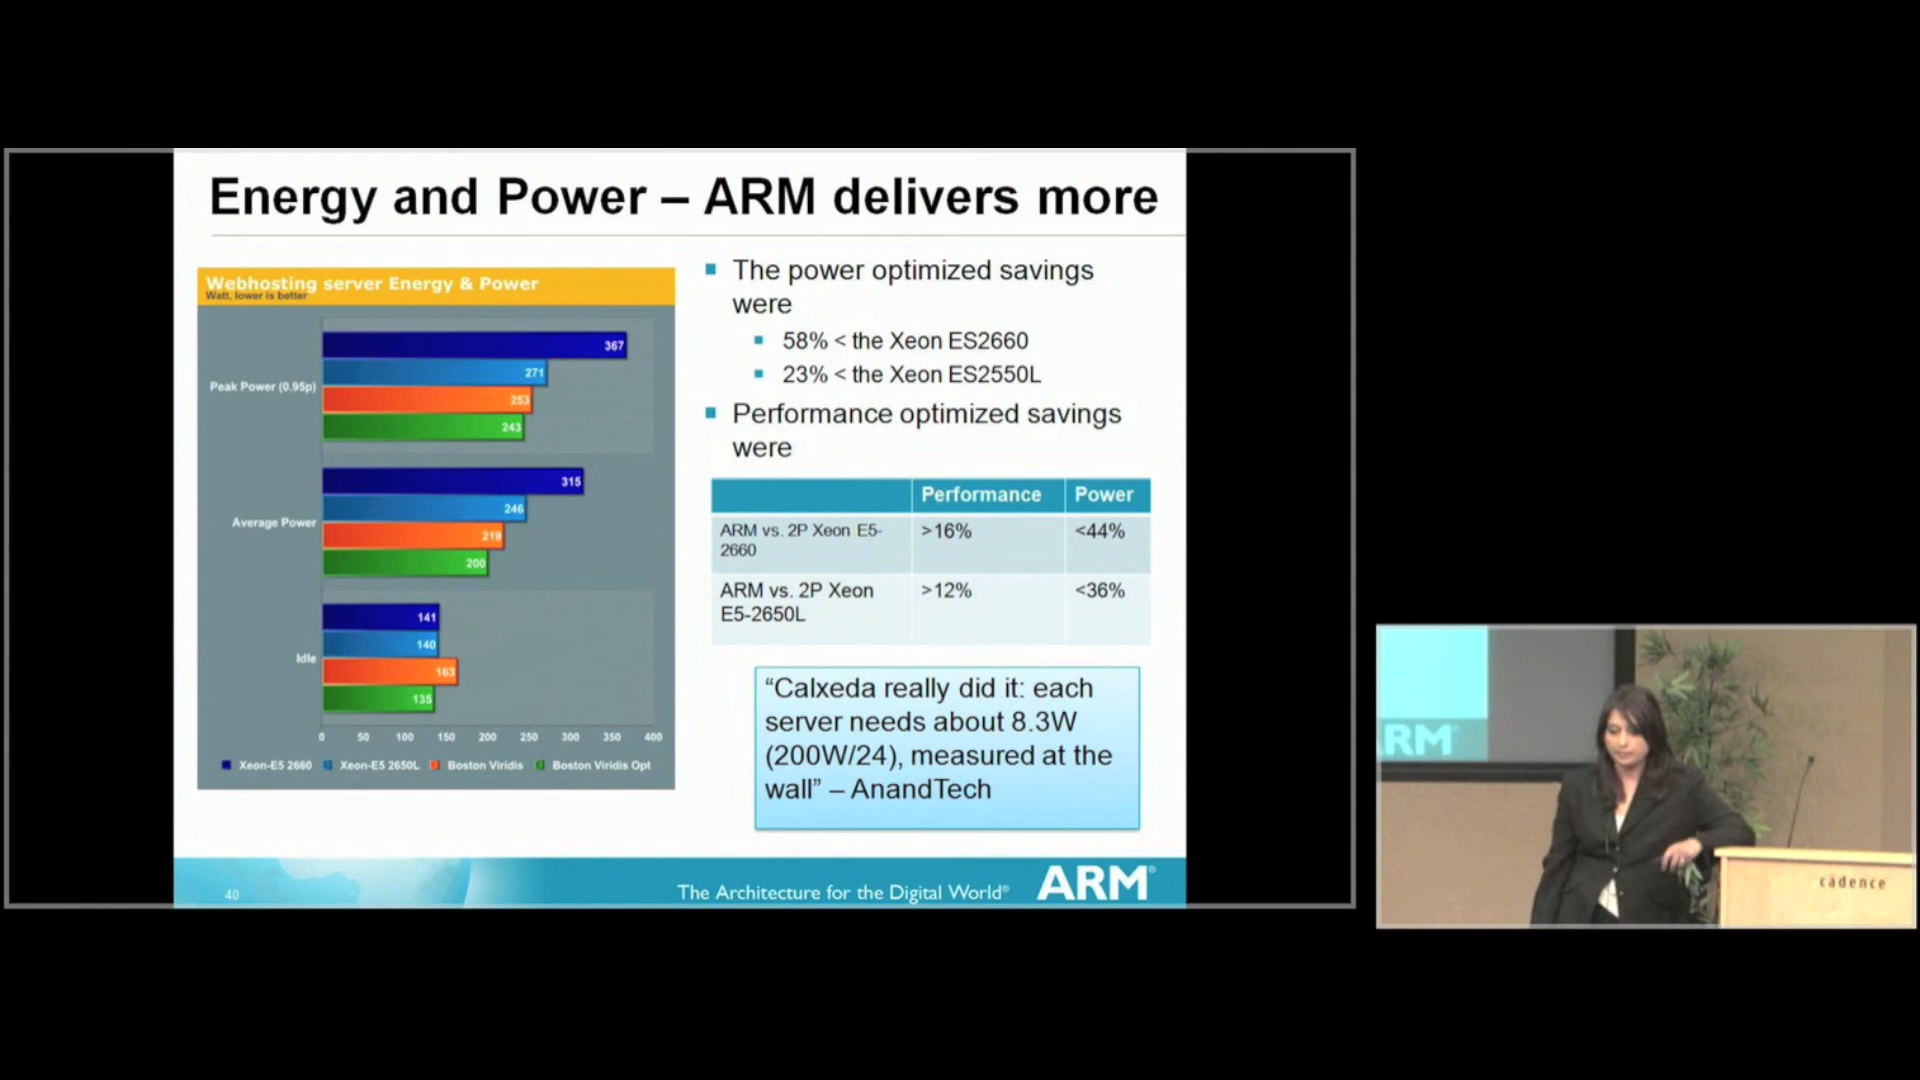 Energy and Power – ARM delivers more
Webhosting server Energy & Power
Watt, lower is better
Peak Power (0.95p)
367
271
253
243
Average Power
315
246
219
200
Idle
141
140
163
135
0 50 100 150 200 250 300 350 400
Xeon-E5 2660 Xeon-E5 2650L Boston Viridis Boston Viridis Opt
The power optimized savings
were
58% < the Xeon ES2660
23% < the Xeon ES2550L
Performance optimized savings
were
Performance Power
ARM vs. 2P Xeon E5-
2660
>16% <44%
ARM vs. 2P Xeon
E5-2650L
>12% <36%
“Calxeda really did it: each
server needs about 8.3W
(200W/24), measured at the
wall” – AnandTech
40
The Architecture for the Digital World®
ARM®
ARM
cādence